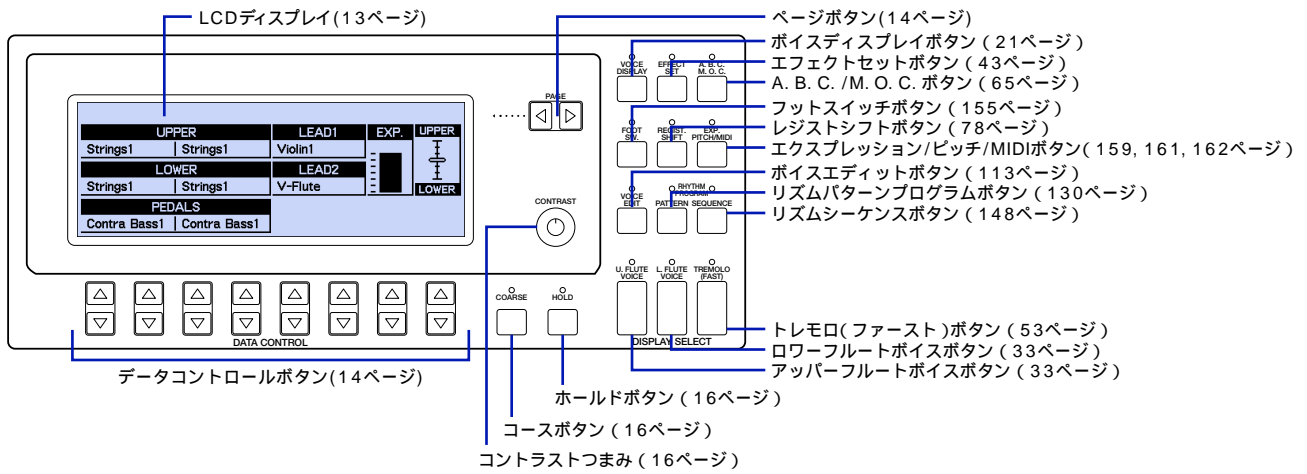 LCDディスプレイ(13ページ)
ページボタン(14ページ)
ボイスディスプレイボタン(21ページ)
エフェクトセットボタン(43ページ)
A.B.C./M.O.C.ボタン(65ページ)
フットスイッチボタン(155ページ)
レジストシフトボタン(78ページ)
エクスプレッション/ピッチ/MIDIボタン(159, 161, 162ページ)
ボイスエディットボタン(113ページ)
リズムパターンプログラムボタン(130ページ)
リズムシーケンスボタン(148ページ)
VOICE DISPLAY
EFFECT SET
A.B.C. M.O.C.
PAGE
FOOT SW.
REGIST. SHIFT
EXP. PITCH/MIDI
RHYTHM PROGRAM
VOICE EDIT
PATTERN
SEQUENCE
UPPER
LEAD1
EXP.
UPPER
Strings1
Strings1
Violin1
LOWER
LEAD2
Strings1
Strings1
V-Flute
LOWER
PEDALS
Contra Bass1
Contra Bass1
CONTRAST
U. FLUTE VOICE
L. FLUTE VOICE
TREMOLO (FAST)
COARSE
HOLD
DATA CONTROL
DISPLAY SELECT
トレモロ(ファースト)ボタン(53ページ)
ロワーフルートボイスボタン(33ページ)
アッパーフルートボイスボタン(33ページ)
データコントロールボタン(14ページ)
ホールドボタン(16ページ)
コースボタン(16ページ)
コントラストつまみ(16ページ)